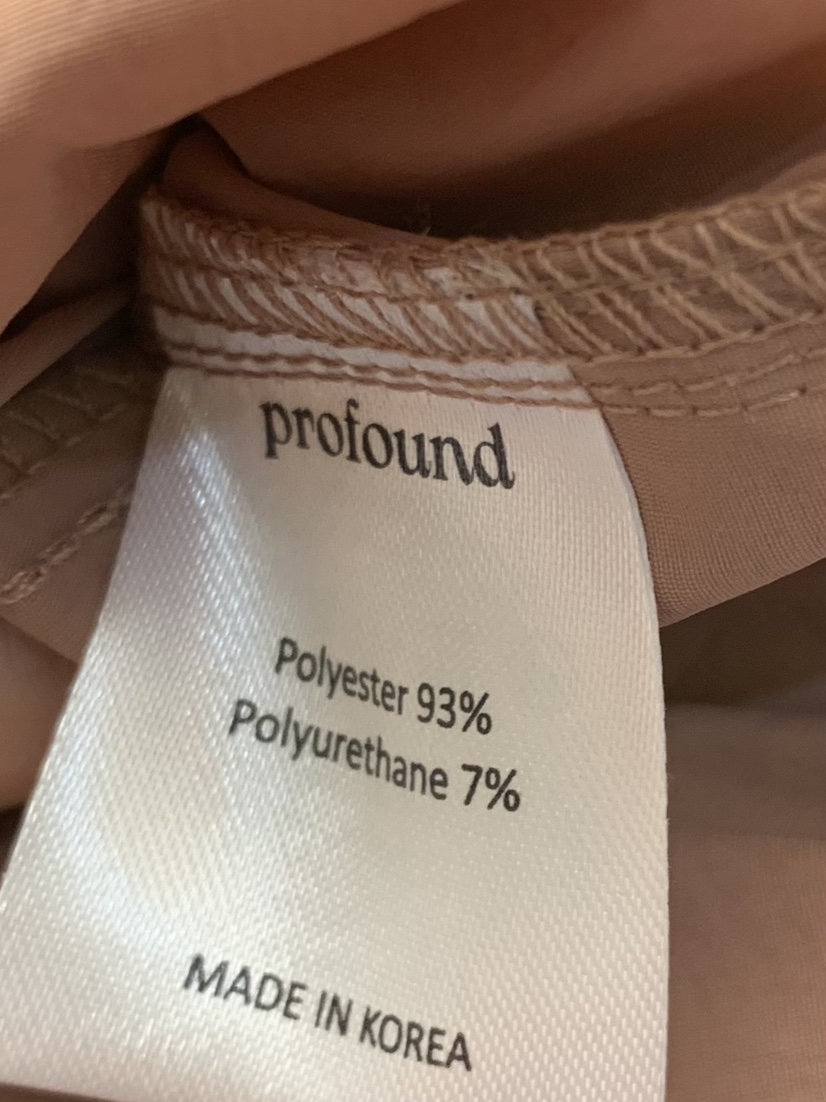 profound
Polyester 93%
Polyurethane 7%
MADE IN KOREA